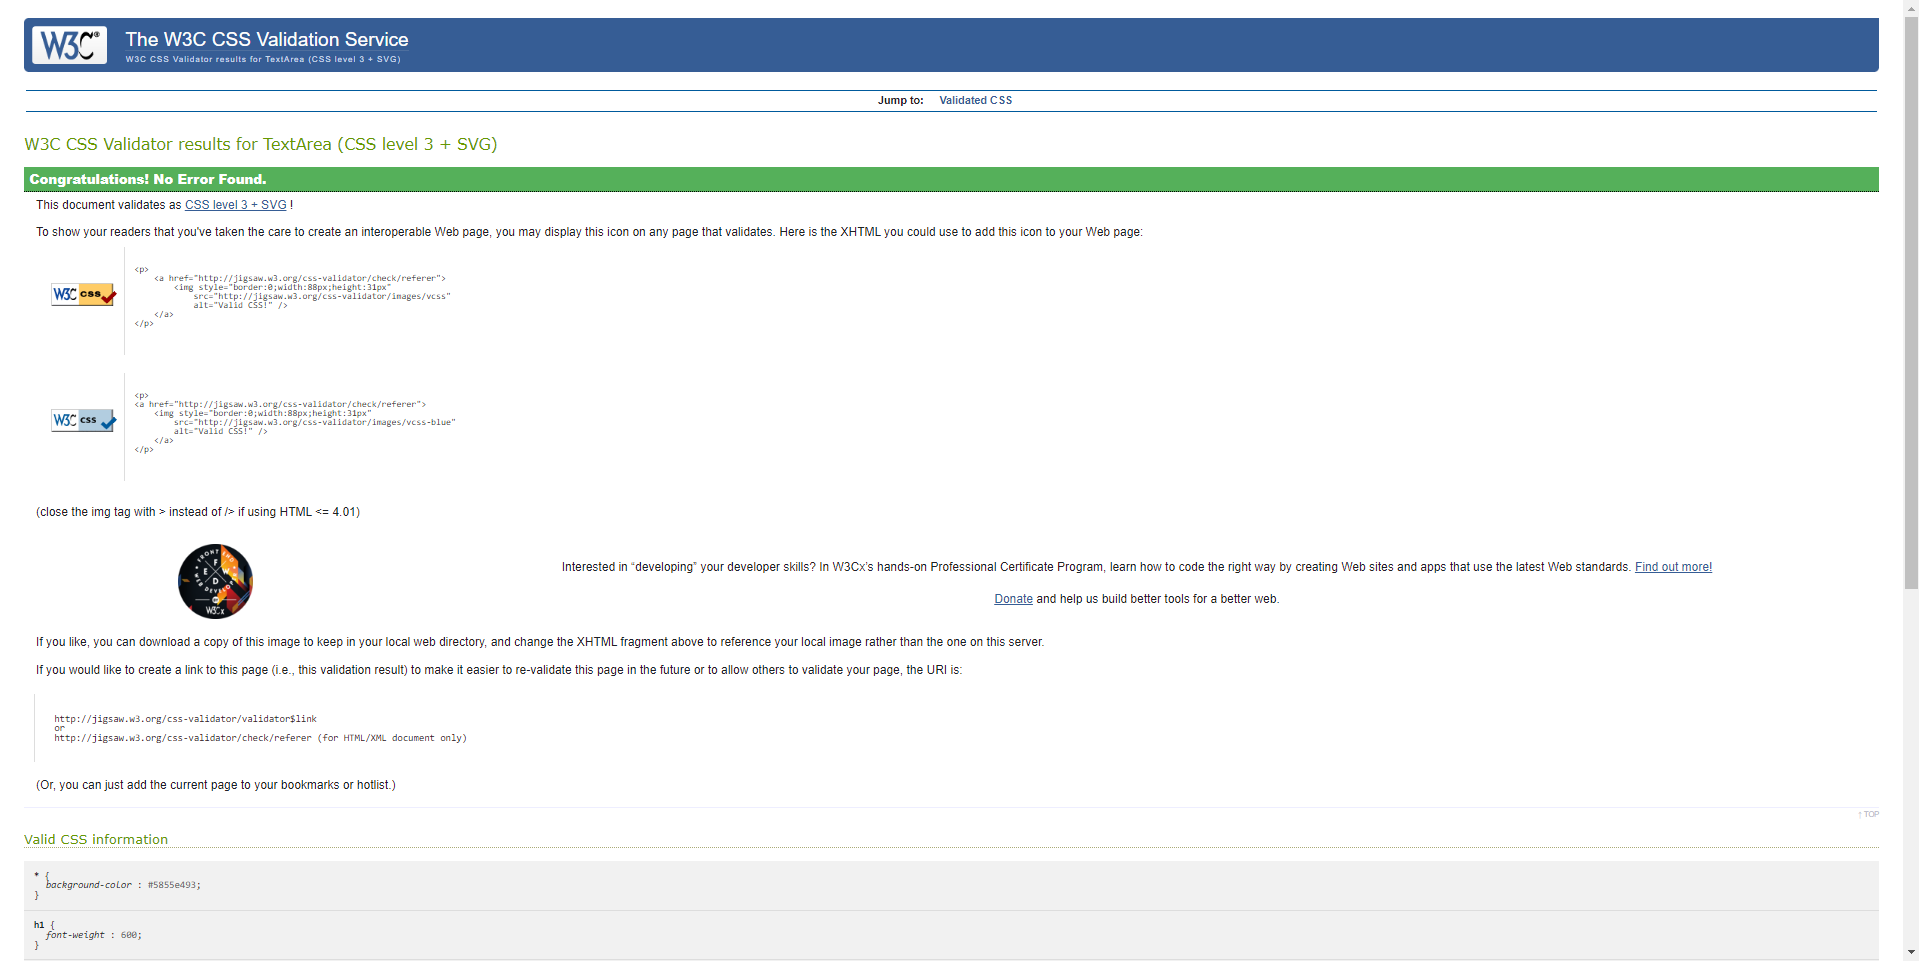 W3C®
The W3C CSS Validation Service
W3C CSS Validator results for TextArea (CSS level 3 + SVG)
Jump to: Validated CSS
W3C CSS Validator results for TextArea (CSS level 3 + SVG)
Congratulations! No Error Found.
This document validates as CSS level 3 + SVG !
To show your readers that you've taken the care to create an interoperable Web page, you may display this icon on any page that validates. Here is the XHTML you could use to add this icon to your Web page:
W3C css
<p>
<a href="http://jigsaw.w3.org/css-validator/check/referer">
<img style="border:0;width:88px;height:31px"
src="http://jigsaw.w3.org/css-validator/images/vcss"
alt="Valid CSS!" />
</a>
</p>
W3C css
<p>
<a href="http://jigsaw.w3.org/css-validator/check/referer">
<img style="border:0;width:88px;height:31px"
src="http://jigsaw.w3.org/css-validator/images/vcss-blue"
alt="Valid CSS!" />
</a>
</p>
(close the img tag with > instead of /> if using HTML <= 4.01)
FRONT END
WEB DEVELOPER
F E W D
W3Cx
Interested in “developing” your developer skills? In W3Cx’s hands-on Professional Certificate Program, learn how to code the right way by creating Web sites and apps that use the latest Web standards. Find out more!
Donate and help us build better tools for a better web.
If you like, you can download a copy of this image to keep in your local web directory, and change the XHTML fragment above to reference your local image rather than the one on this server.
If you would like to create a link to this page (i.e., this validation result) to make it easier to re-validate this page in the future or to allow others to validate your page, the URI is:
http://jigsaw.w3.org/css-validator/validator$link
or
http://jigsaw.w3.org/css-validator/check/referer (for HTML/XML document only)
(Or, you can just add the current page to your bookmarks or hotlist.)
↑ TOP
Valid CSS information
* {
background-color : #5855e493;
}
h1 {
font-weight : 600;
}